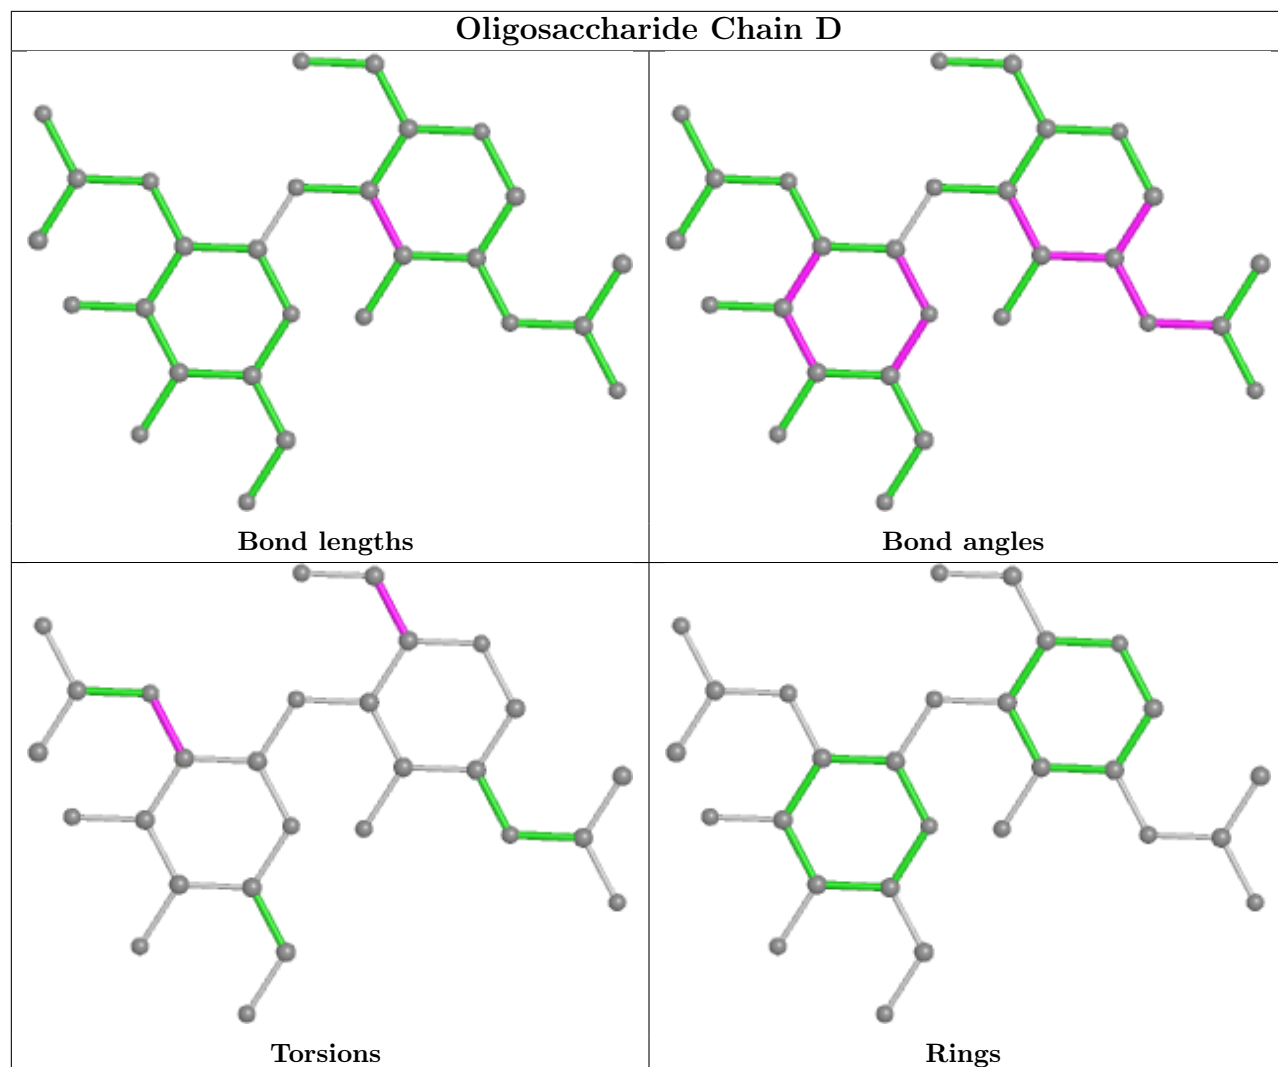 Oligosaccharide Chain D
Bond lengths
Bond angles
Torsions
Rings